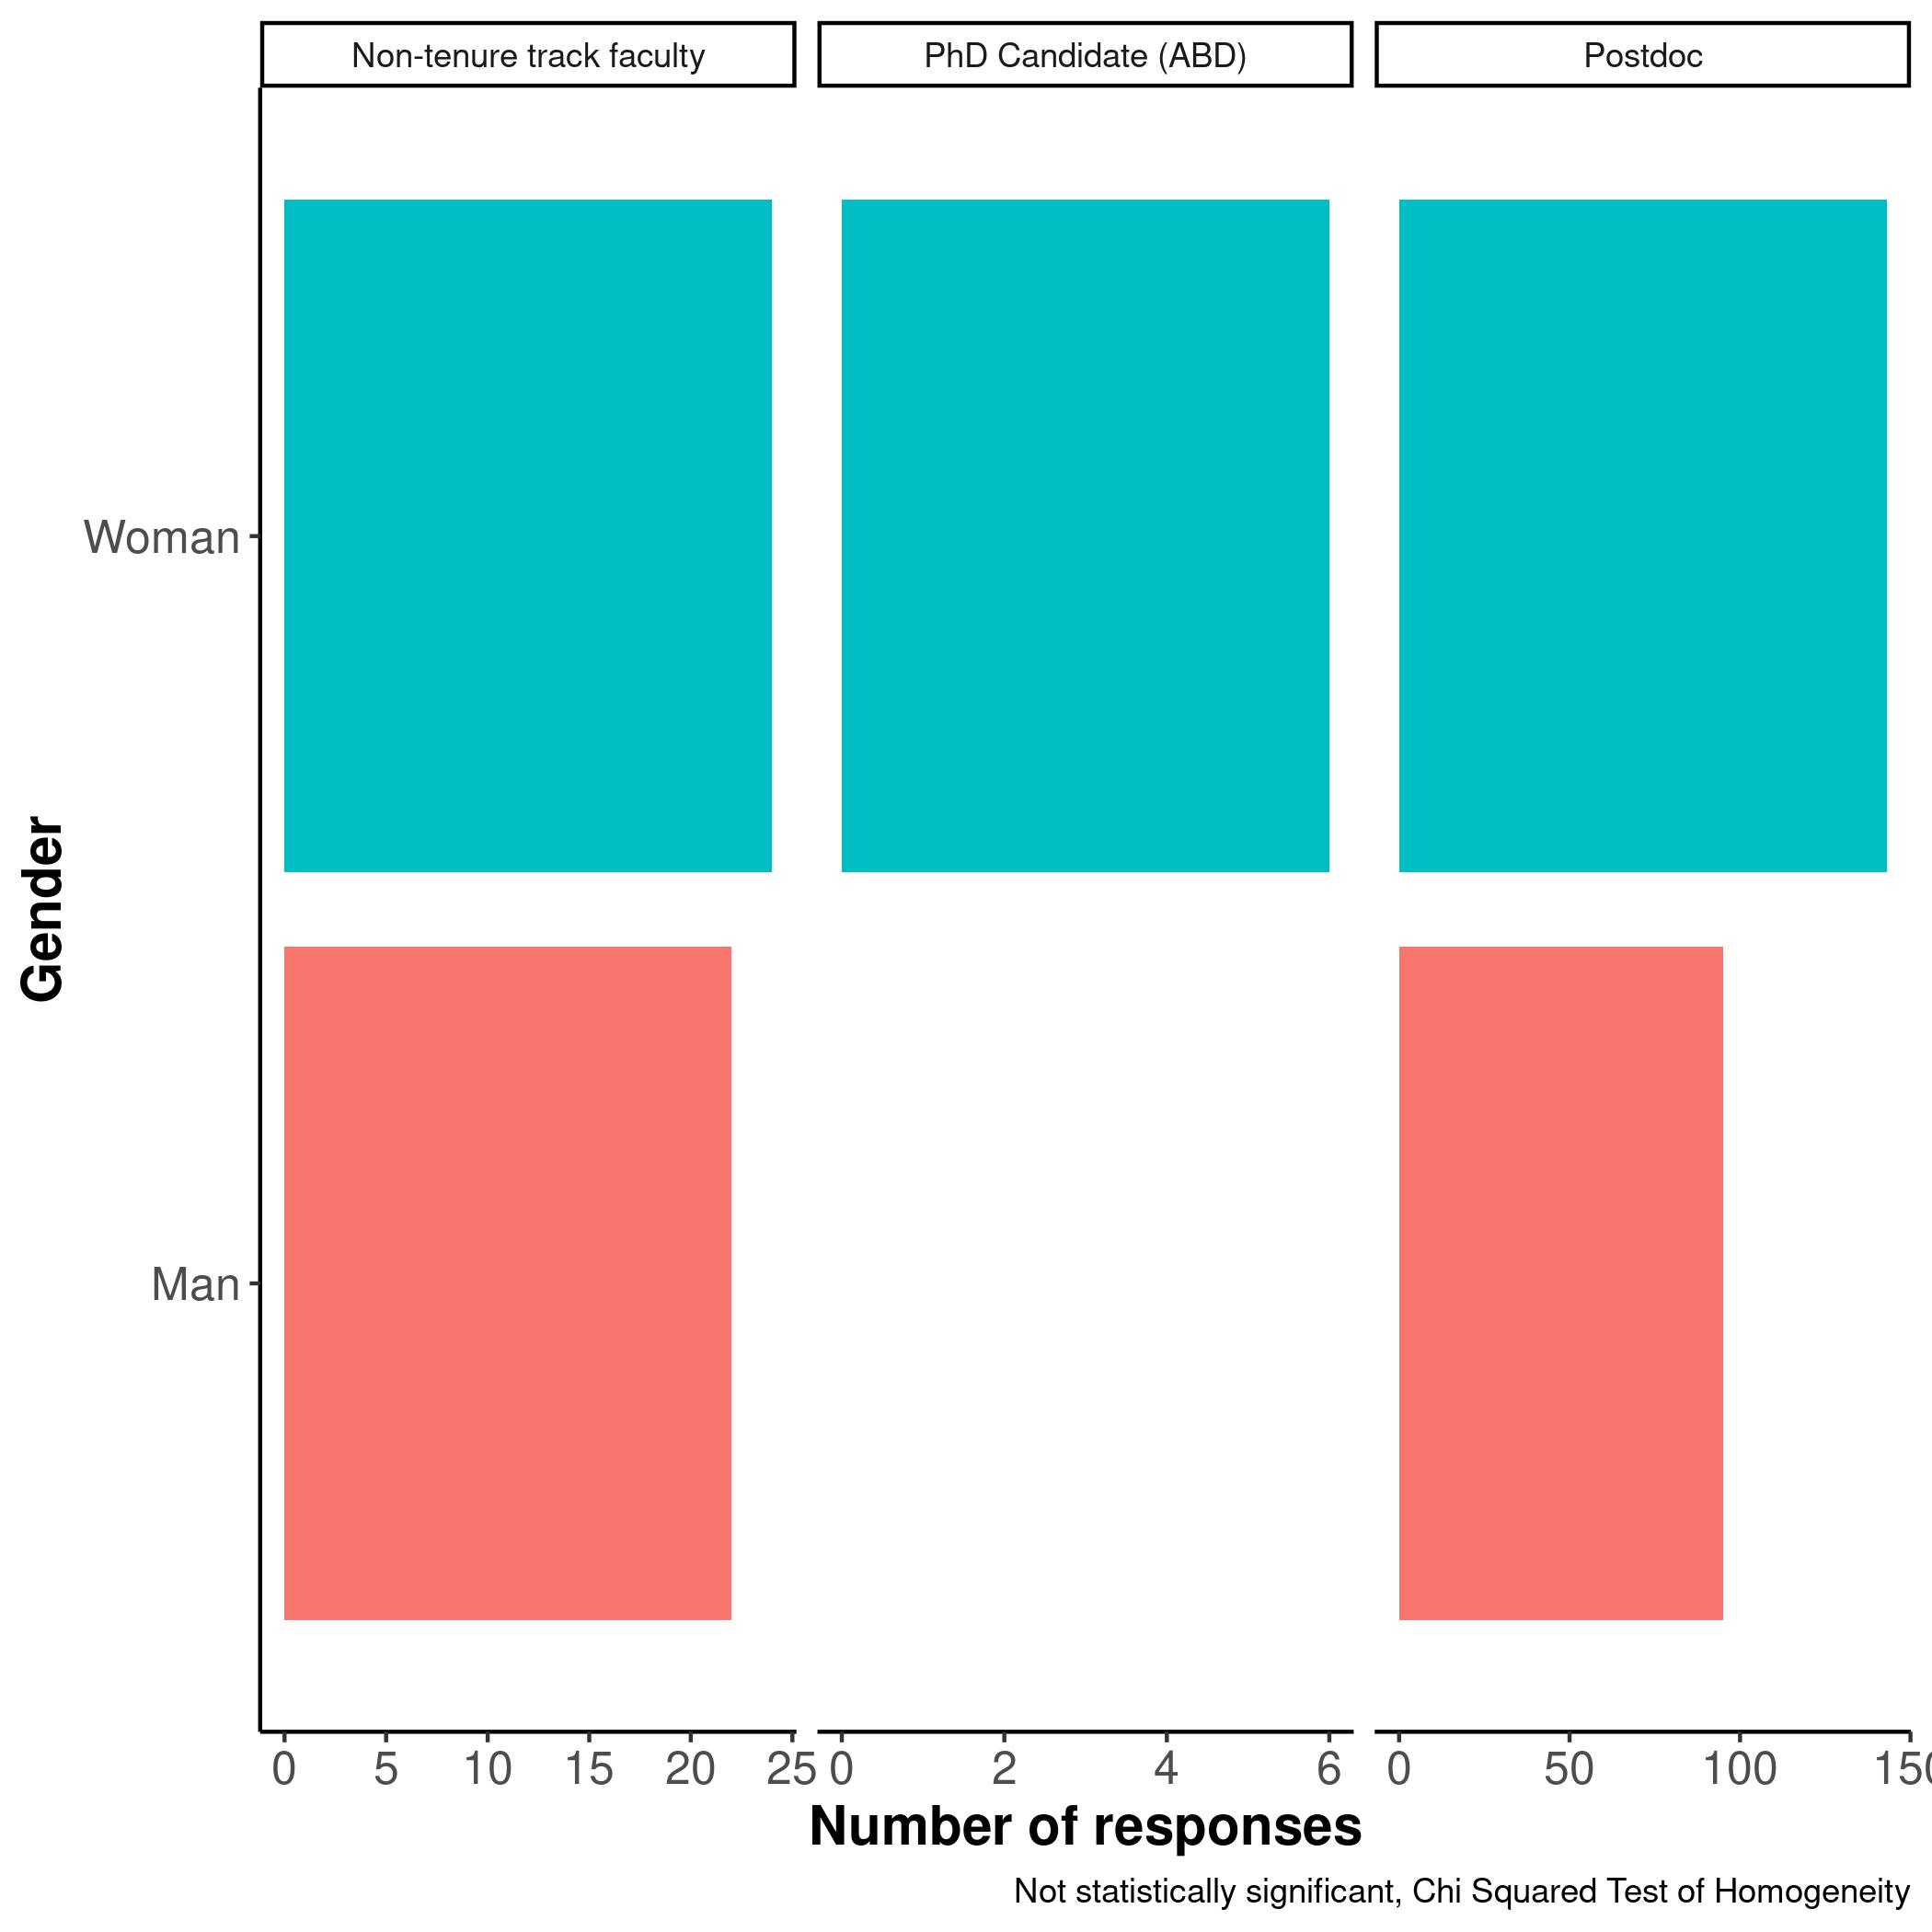 Non-tenure track faculty PhD Candidate (ABD) Postdoc
Woman
Man
Gender
0 5 10 15 20 25 0 2 4 6 0 50 100 150
Number of responses
Not statistically significant, Chi Squared Test of Homogeneity